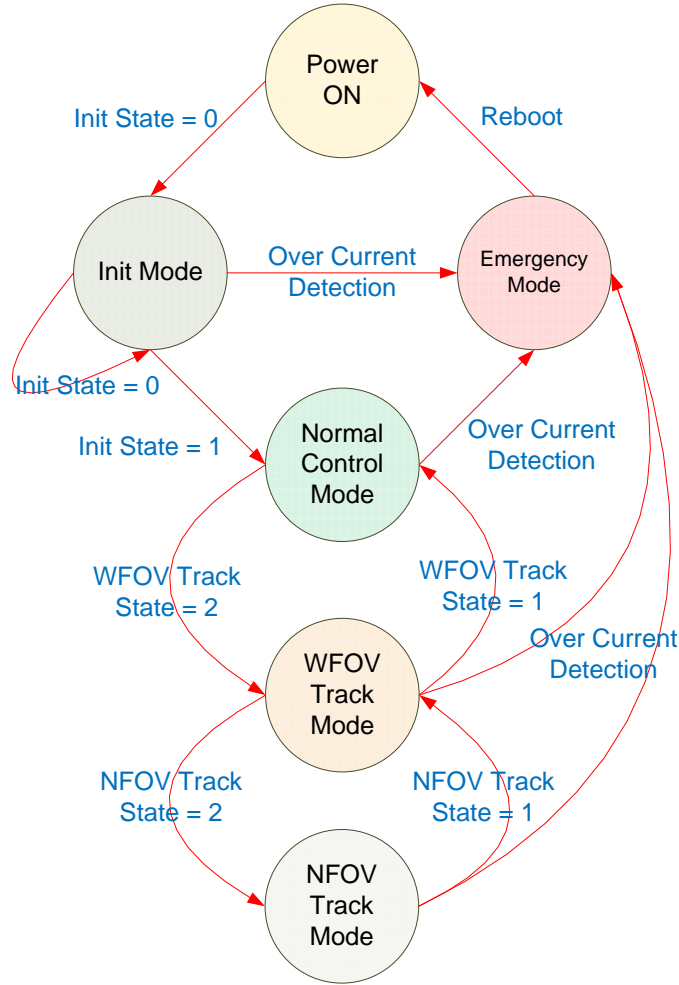 Power
ON
Init State = 0
Reboot
Init Mode
Over Current
Detection
Emergency
Mode
Init State = 0
Init State = 1
Normal
Control
Mode
Over Current
Detection
WFOV Track
State = 2
WFOV Track
State = 1
WFOV
Track
Mode
Over Current
Detection
NFOV Track
State = 2
NFOV Track
State = 1
NFOV
Track
Mode